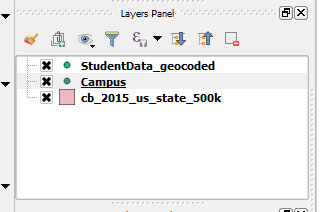 Layers Panel
StudentData_geocoded
Campus
cb_2015_us_state_500k